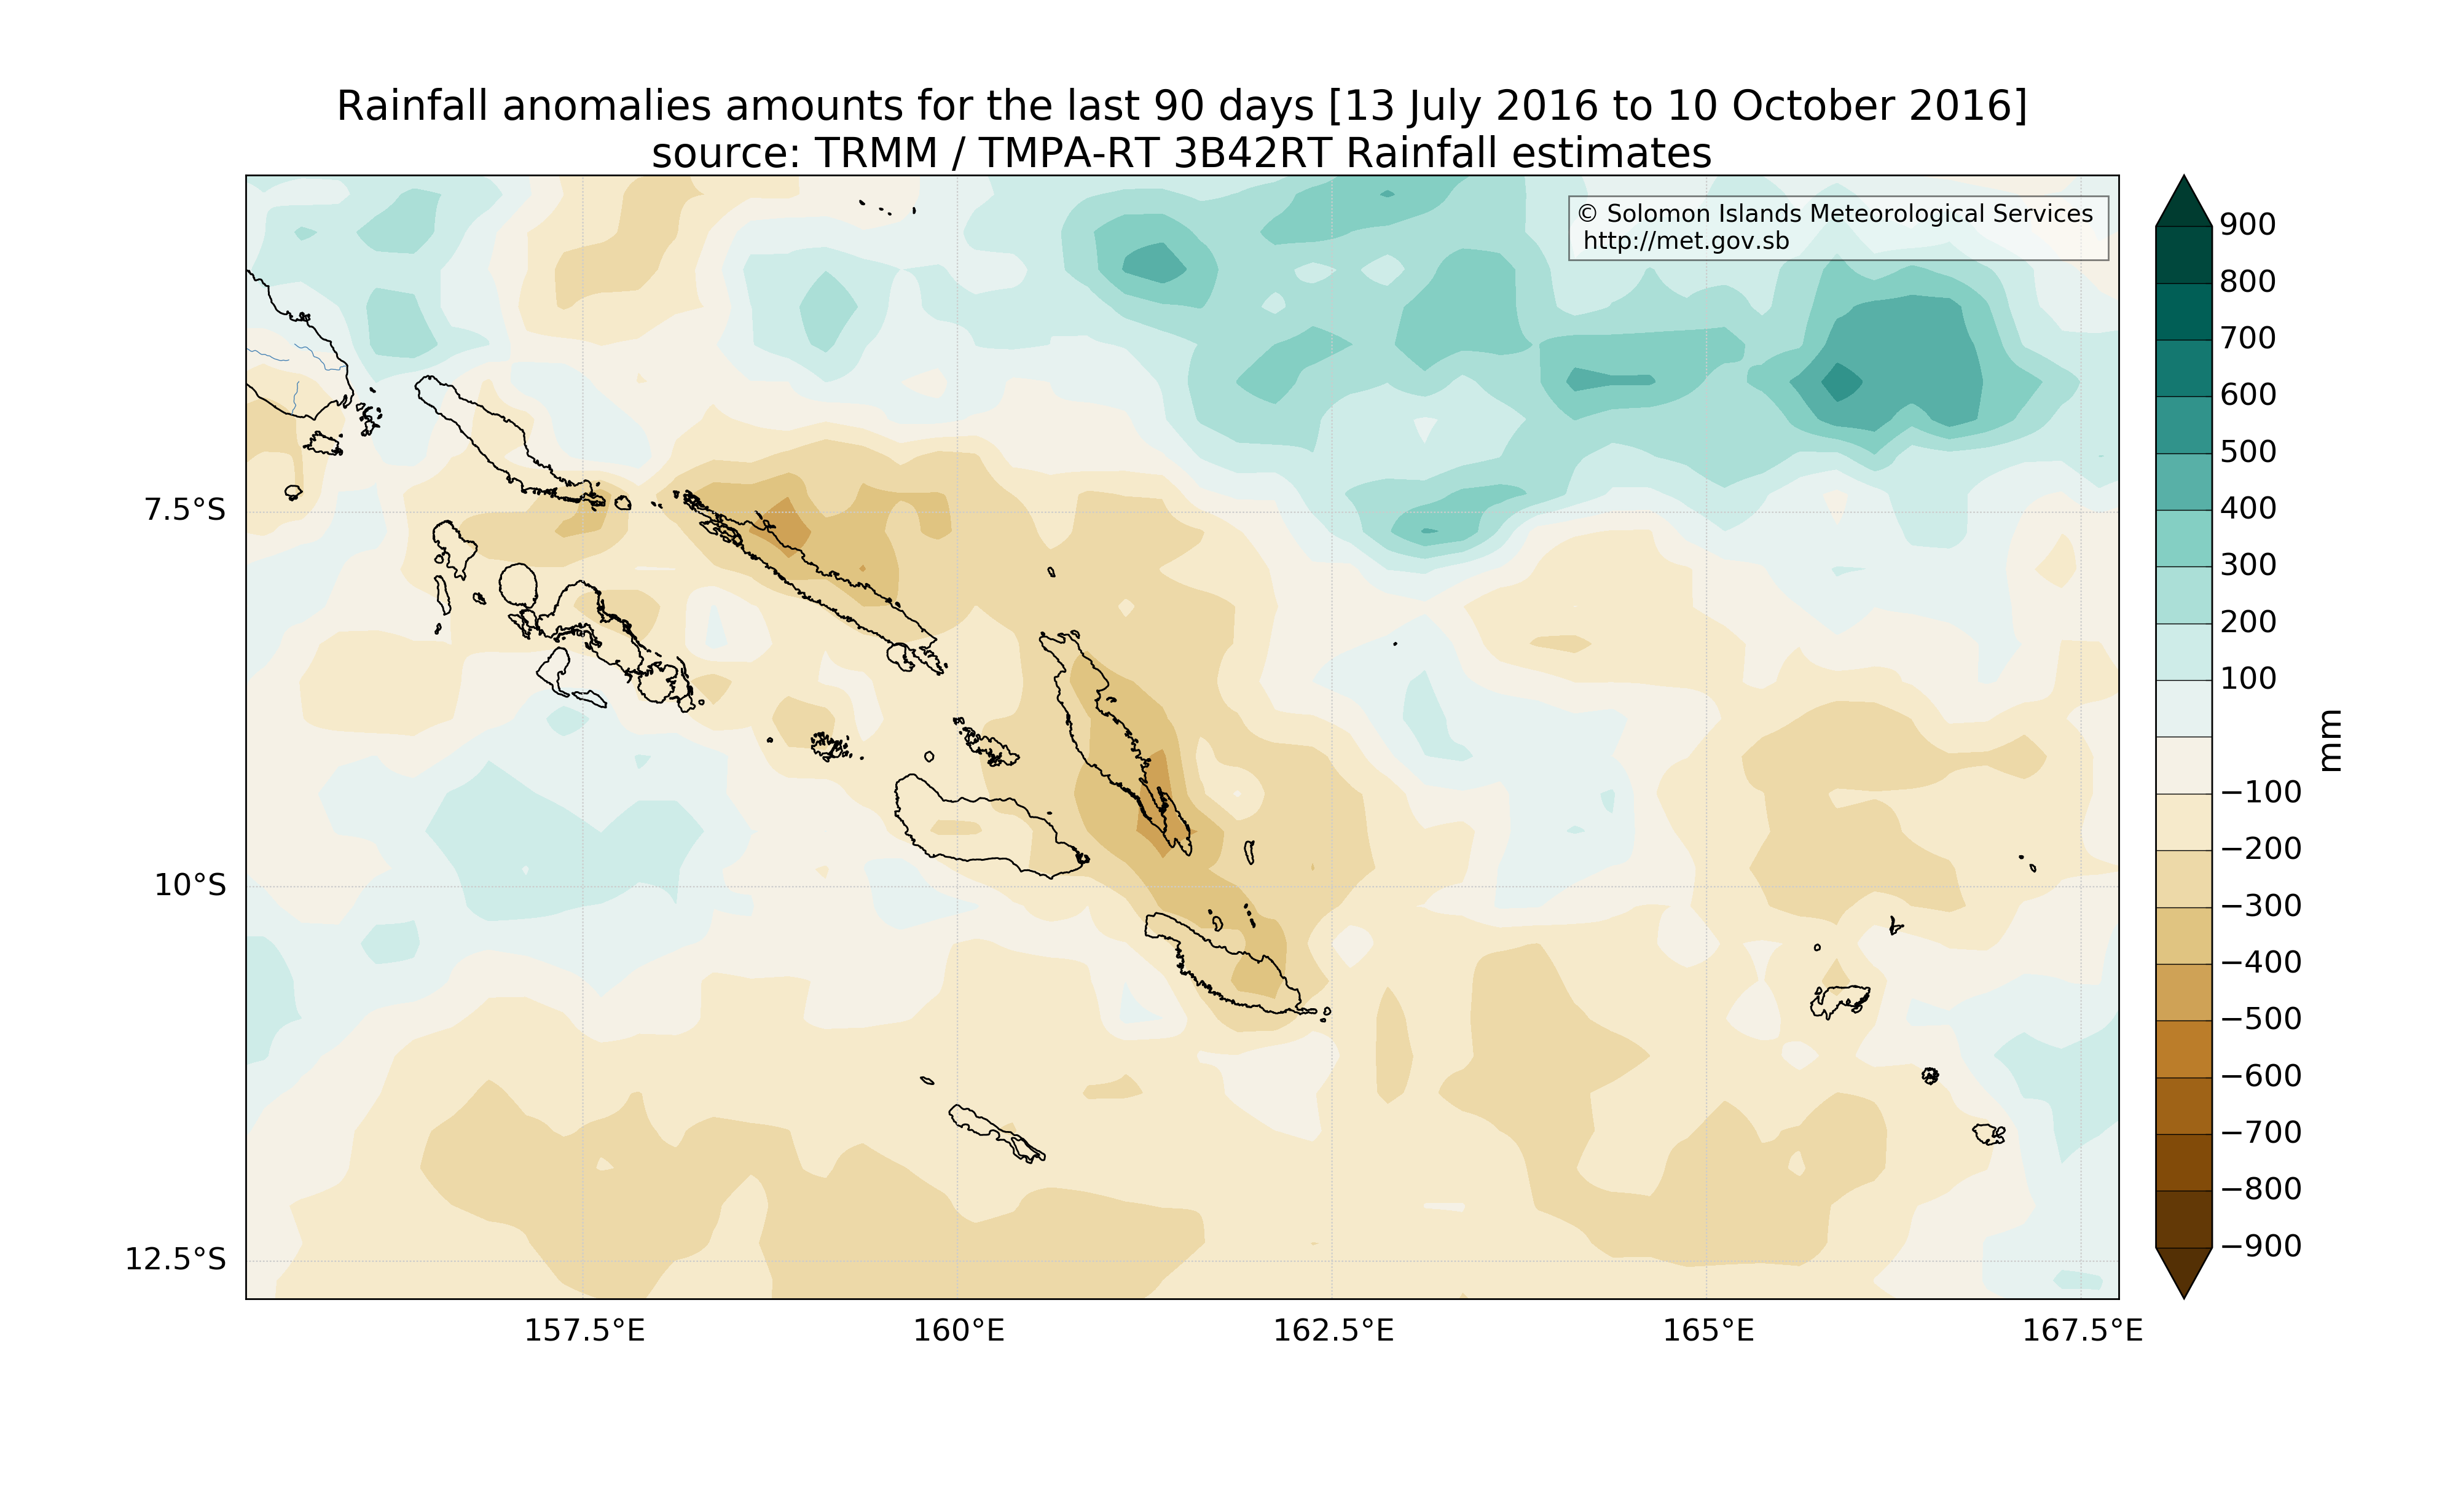 Rainfall anomalies amounts for the last 90 days [13 July 2016 to 10 October 2016]
source: TRMM / TMPA-RT 3B42RT Rainfall estimates
© Solomon Islands Meteorological Services
http://met.gov.sb
7.5°S
10°S
12.5°S
157.5°E
160°E
162.5°E
165°E
167.5°E
900
800
700
600
500
400
300
200
100
−100
−200
−300
−400
−500
−600
−700
−800
−900
mm